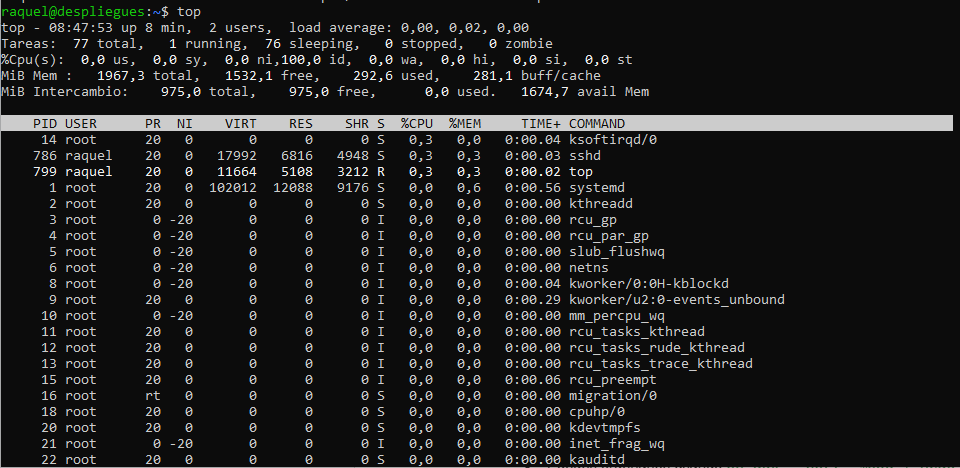 raquel@despliegues:~$ top
top - 08:47:53 up 8 min,  2 users,  load average: 0,00, 0,02, 0,00
Tareas:  77 total,   1 running,  76 sleeping,   0 stopped,   0 zombie
%Cpu(s):  0,0 us,  0,0 sy,  0,0 ni,100,0 id,  0,0 wa,  0,0 hi,  0,0 si,  0,0 st
MiB Mem :   1967,3 total,   1532,1 free,    292,6 used,    281,1 buff/cache
MiB Intercambio:    975,0 total,    975,0 free,      0,0 used.   1674,7 avail Mem
PID USER      PR  NI    VIRT    RES    SHR S  %CPU  %MEM     TIME+ COMMAND
14 root      20   0       0      0      0 S   0,3   0,0   0:00.04 ksoftirqd/0
786 raquel    20   0   17992   6816   4948 S   0,3   0,3   0:00.03 sshd
799 raquel    20   0   11664   5108   3212 R   0,3   0,3   0:00.02 top
1 root      20   0  102012  12088   9176 S   0,0   0,6   0:00.56 systemd
2 root      20   0       0      0      0 S   0,0   0,0   0:00.00 kthreadd
3 root       0 -20       0      0      0 I   0,0   0,0   0:00.00 rcu_gp
4 root       0 -20       0      0      0 I   0,0   0,0   0:00.00 rcu_par_gp
5 root       0 -20       0      0      0 I   0,0   0,0   0:00.00 slub_flushwq
6 root       0 -20       0      0      0 I   0,0   0,0   0:00.00 netns
8 root       0 -20       0      0      0 I   0,0   0,0   0:00.04 kworker/0:0H-kblockd
9 root      20   0       0      0      0 I   0,0   0,0   0:00.29 kworker/u2:0-events_unbound
10 root       0 -20       0      0      0 I   0,0   0,0   0:00.00 mm_percpu_wq
11 root      20   0       0      0      0 I   0,0   0,0   0:00.00 rcu_tasks_kthread
12 root      20   0       0      0      0 I   0,0   0,0   0:00.00 rcu_tasks_rude_kthread
13 root      20   0       0      0      0 I   0,0   0,0   0:00.00 rcu_tasks_trace_kthread
15 root      20   0       0      0      0 I   0,0   0,0   0:00.06 rcu_preempt
16 root      rt   0       0      0      0 S   0,0   0,0   0:00.00 migration/0
18 root      20   0       0      0      0 S   0,0   0,0   0:00.00 cpuhp/0
20 root      20   0       0      0      0 S   0,0   0,0   0:00.00 kdevtmpfs
21 root       0 -20       0      0      0 I   0,0   0,0   0:00.00 inet_frag_wq
22 root      20   0       0      0      0 S   0,0   0,0   0:00.00 kauditd